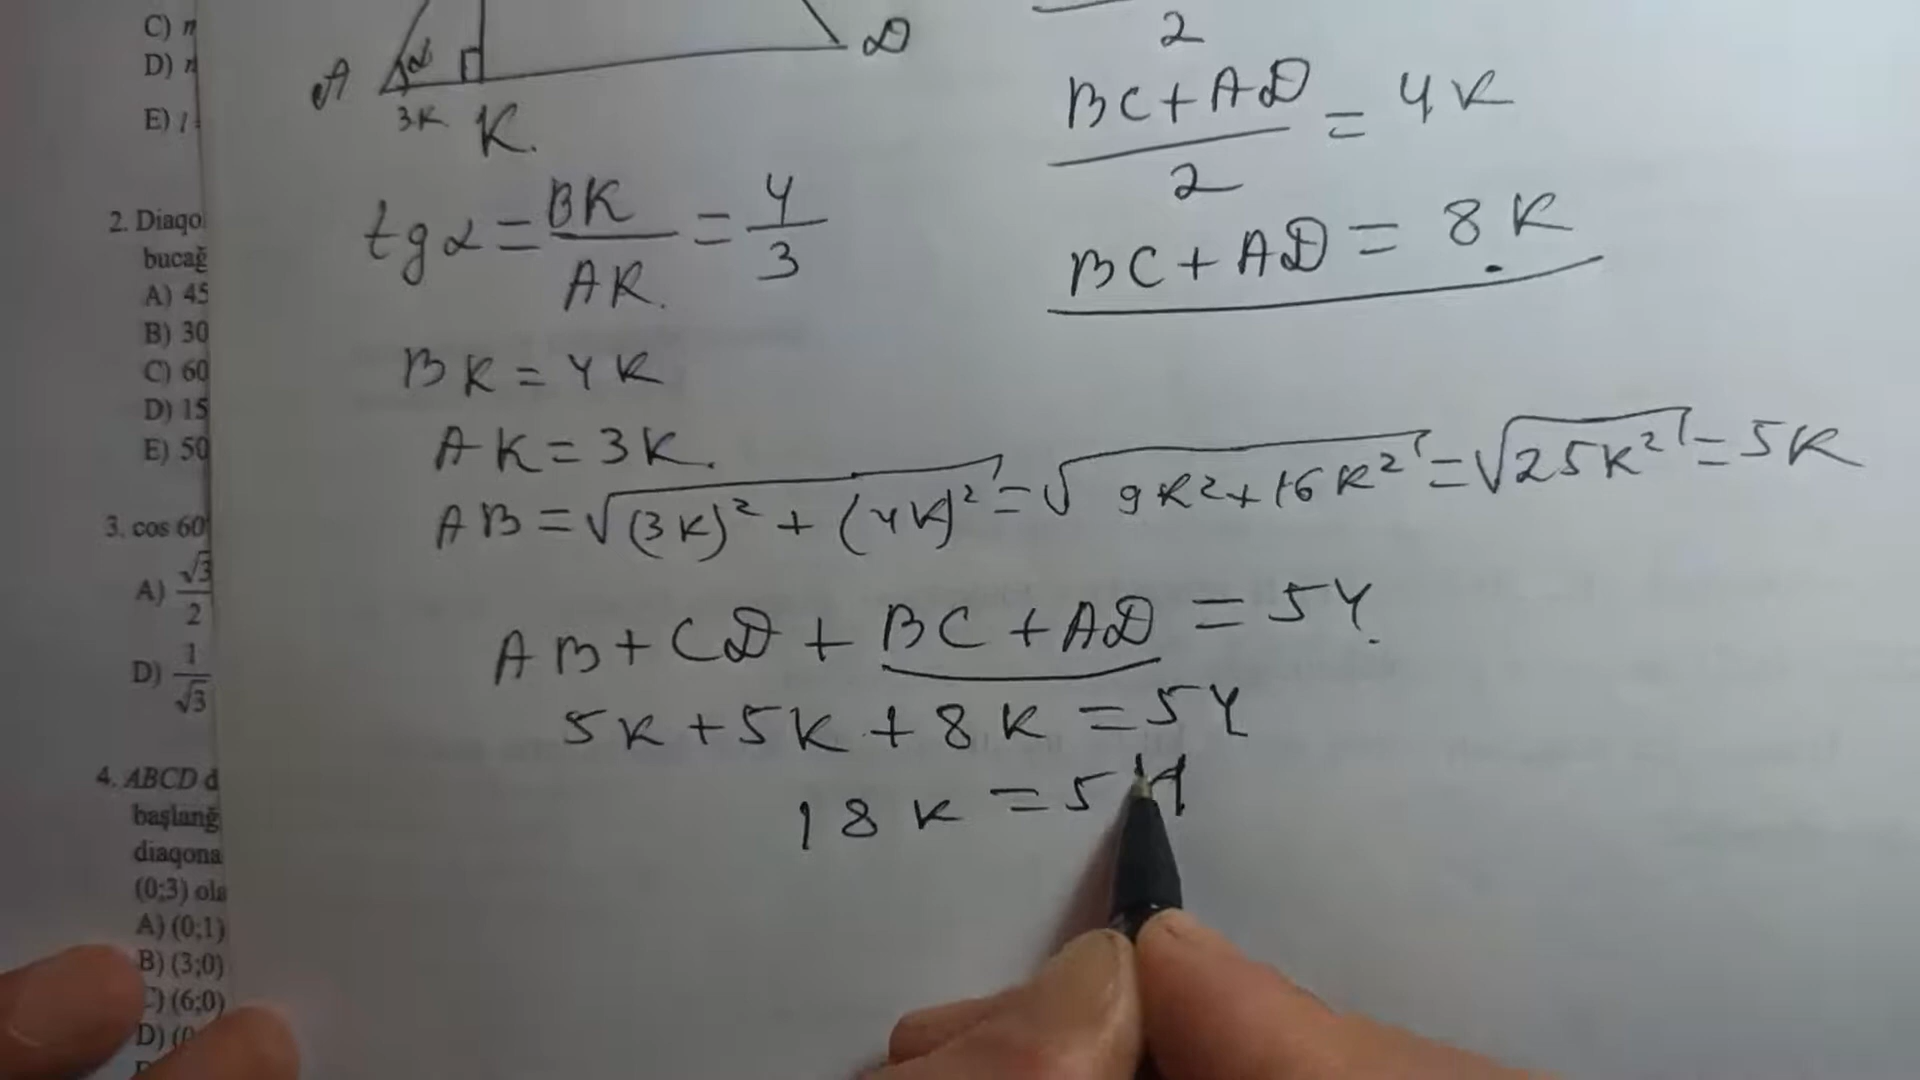 C)
D)
E)
2. Diaqo
bucağ
A) 45
B) 30
C) 60
D) 15
E) 50
3. cos 60
A) √3/2
D) 1/√3
4. ABCD d
başlanğ
diaqona
(0;3) ola
A) (0;1)
B) (3;0)
C) (6;0)
D) (0
A α D
3K K.
tgα = BK/AK. = 4/3
BK = 4K
AK = 3K.
AB = √(3K)² + (4K)² = √9K² + 16K² = √25K² = 5K
AB + CD + BC + AD = 54.
5K + 5K + 8K = 54
18K = 54
2
BC + AD/2 = 4K
BC + AD = 8K